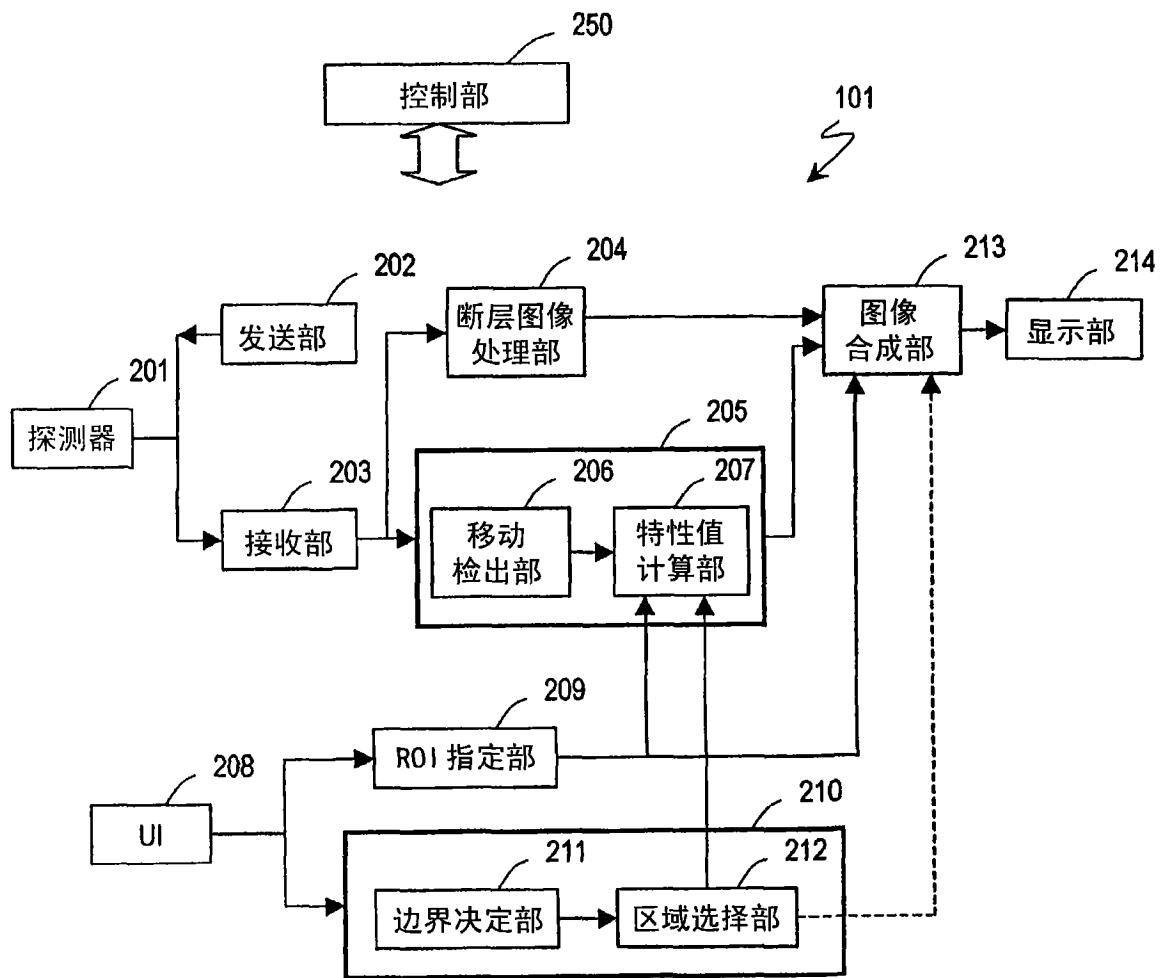 250
控制部
101
202
发送部
204
断层图像
处理部
213
图像
合成部
214
显示部
201
探测器
203
接收部
205
206
移动
检出部
207
特性值
计算部
209
ROI 指定部
208
UI
210
211
边界决定部
212
区域选择部